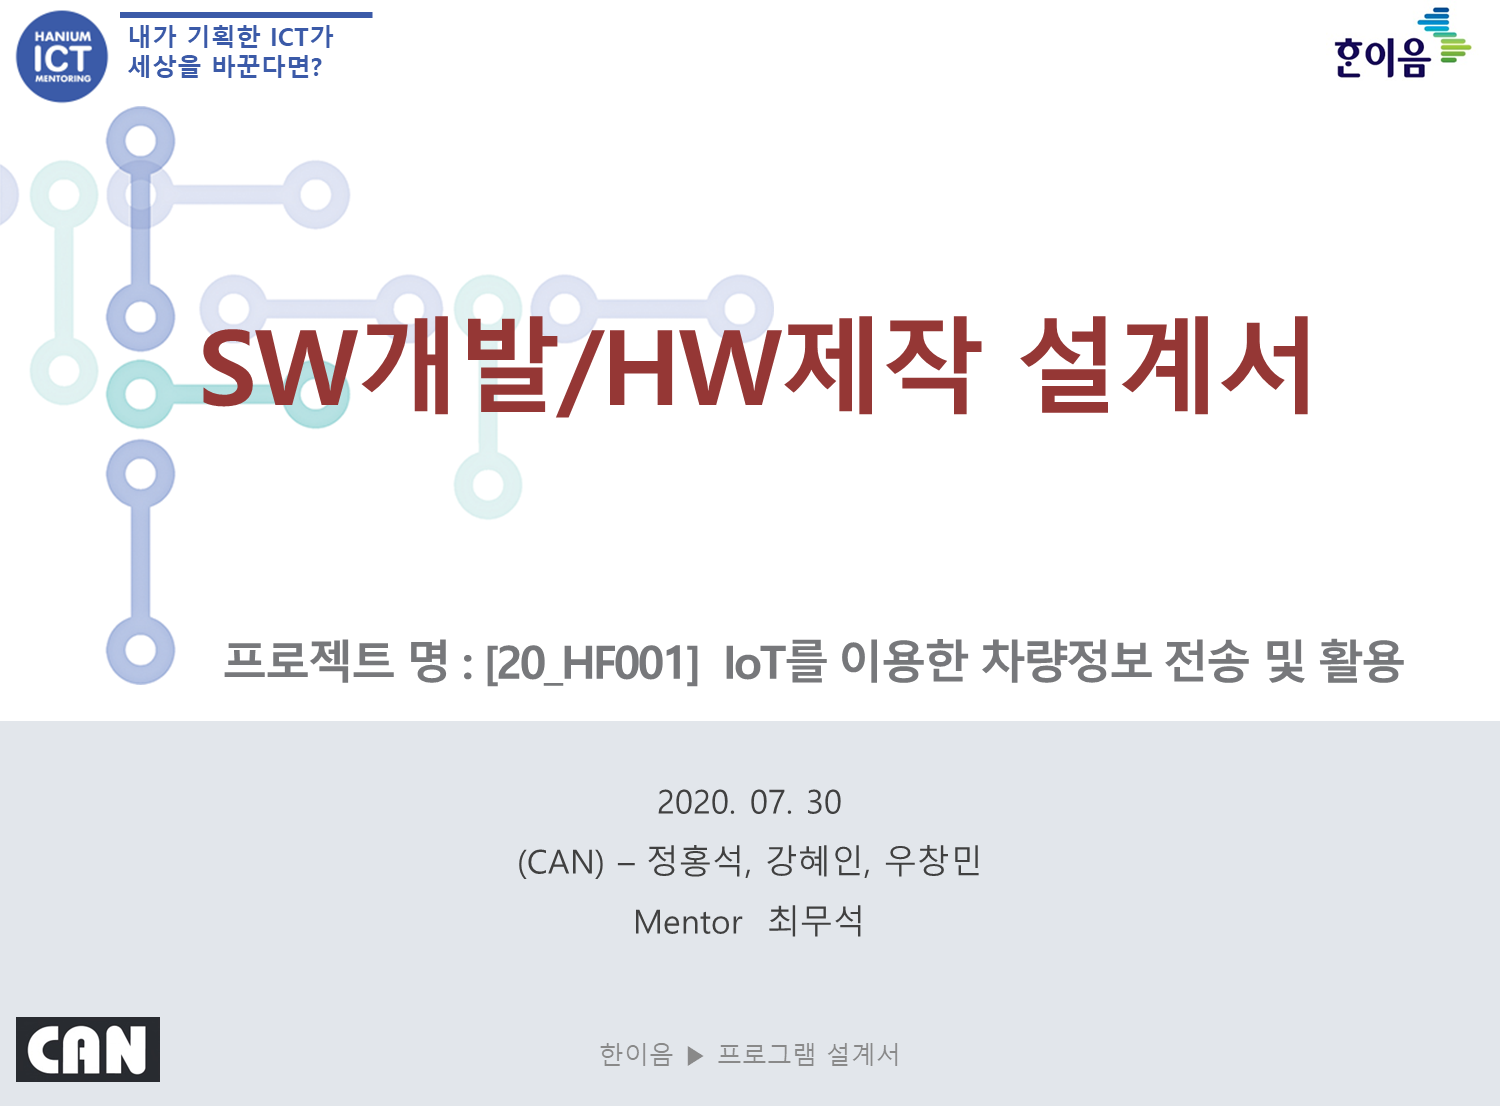 HANIUM
ICT
MENTORING
내가 기획한 ICT가
세상을 바꾼다면?
한이음
SW개발/HW제작 설계서
프로젝트 명 : [20_HF001] IoT를 이용한 차량정보 전송 및 활용
2020. 07. 30
(CAN) – 정홍석, 강혜인, 우창민
Mentor 최무석
CAN
한이음 ▶ 프로그램 설계서